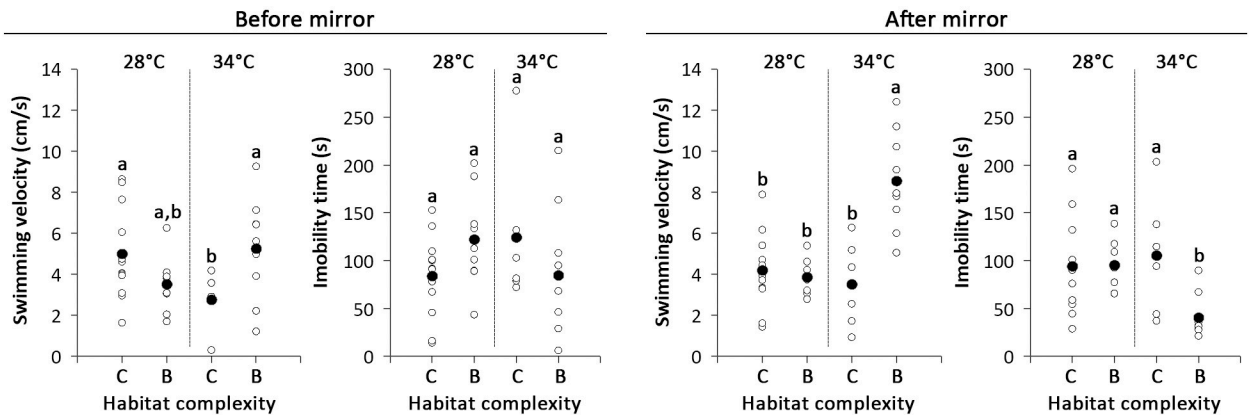 Before mirror
After mirror
28°C 34°C
14
12
10
8
6
4
2
0
Swimming velocity (cm/s)
a
a,b
b
a
C B C B
Habitat complexity
28°C 34°C
300
250
200
150
100
50
0
Imobility time (s)
a
a
a
a
C B C B
Habitat complexity
28°C 34°C
14
12
10
8
6
4
2
0
Swimming velocity (cm/s)
b
b
b
a
C B C B
Habitat complexity
28°C 34°C
300
250
200
150
100
50
0
Imobility time (s)
a
a
a
b
C B C B
Habitat complexity